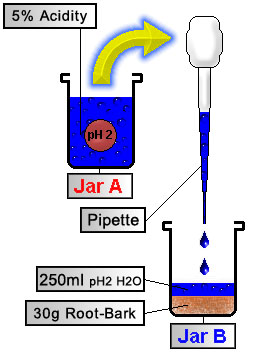 5% Acidity
pH 2
Jar A
Pipette
250ml pH2 H2O
30g Root-Bark
Jar B